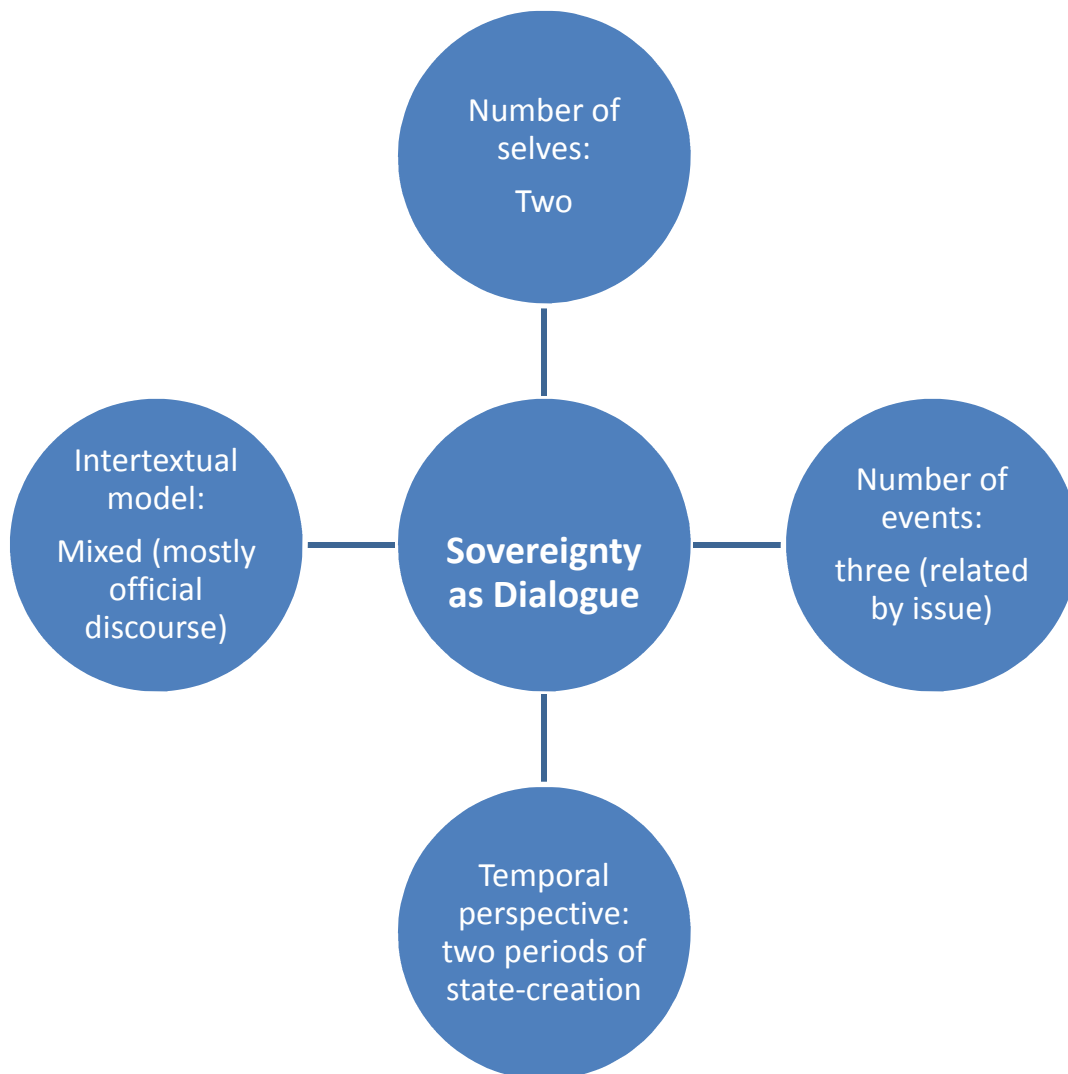 Number of
selves:
Two
Intertextual
model:
Mixed (mostly
official
discourse)
Sovereignty
as Dialogue
Number of
events:
three (related
by issue)
Temporal
perspective:
two periods of
state-creation